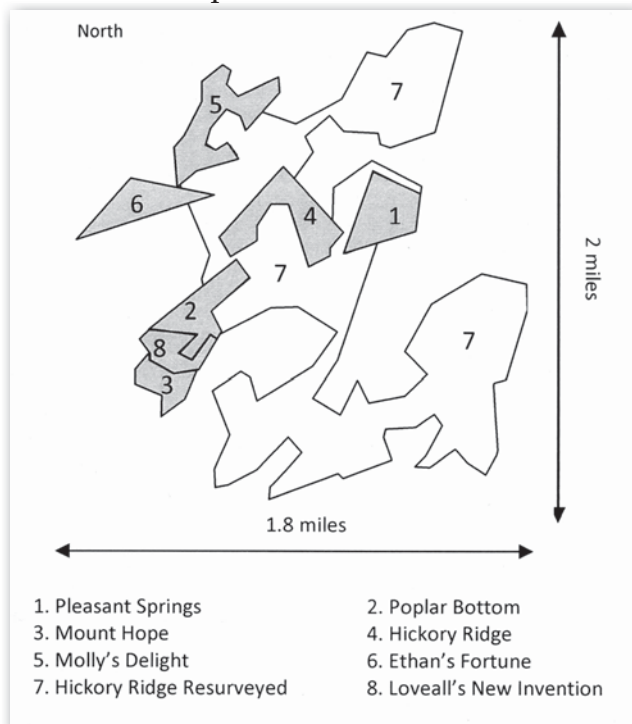 North
7
5
6
4
1
7
2
7
8
3
2 miles
1.8 miles
1. Pleasant Springs
2. Poplar Bottom
3. Mount Hope
4. Hickory Ridge
5. Molly's Delight
6. Ethan's Fortune
7. Hickory Ridge Resurveyed
8. Loveall's New Invention